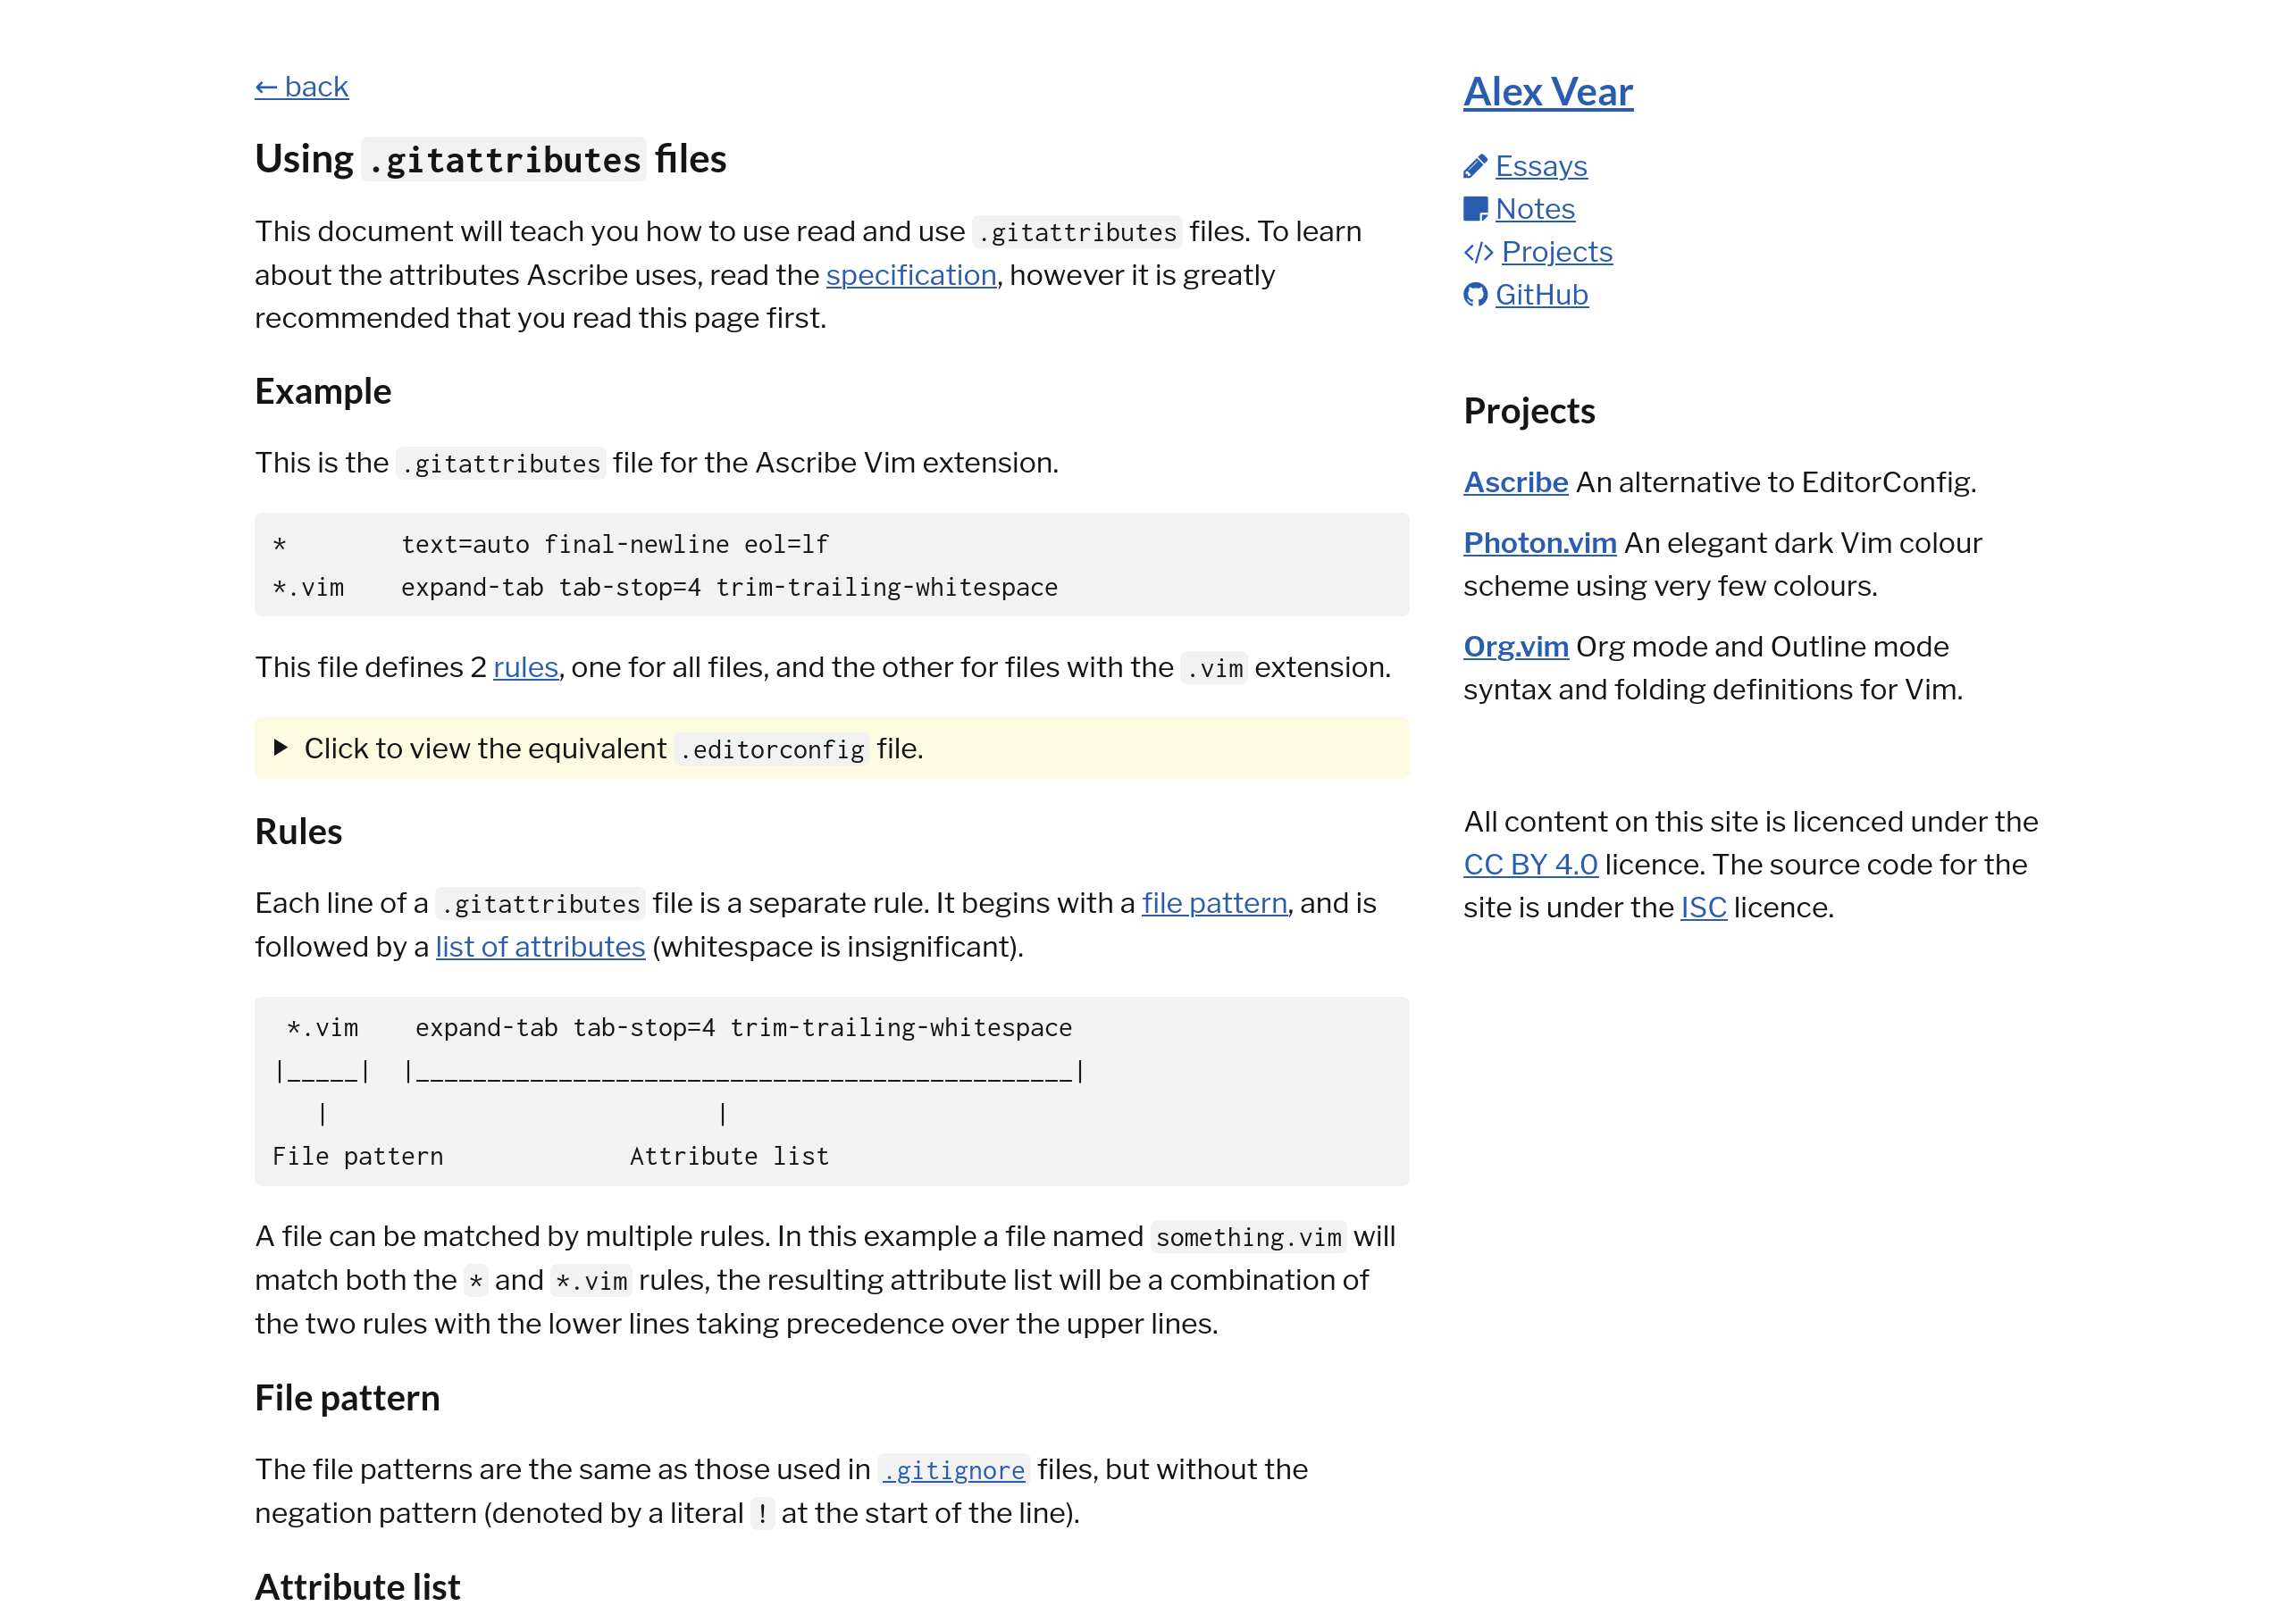 ← back
Using .gitattributes files
This document will teach you how to use read and use .gitattributes files. To learn
about the attributes Ascribe uses, read the specification, however it is greatly
recommended that you read this page first.
Example
This is the .gitattributes file for the Ascribe Vim extension.
*        text=auto final-newline eol=lf
*.vim    expand-tab tab-stop=4 trim-trailing-whitespace
This file defines 2 rules, one for all files, and the other for files with the .vim extension.
▶ Click to view the equivalent .editorconfig file.
Rules
Each line of a .gitattributes file is a separate rule. It begins with a file pattern, and is
followed by a list of attributes (whitespace is insignificant).
 *.vim    expand-tab tab-stop=4 trim-trailing-whitespace
|_____|  |______________________________________________|
   |                           |
File pattern             Attribute list
A file can be matched by multiple rules. In this example a file named something.vim will
match both the * and *.vim rules, the resulting attribute list will be a combination of
the two rules with the lower lines taking precedence over the upper lines.
File pattern
The file patterns are the same as those used in .gitignore files, but without the
negation pattern (denoted by a literal ! at the start of the line).
Attribute list
Alex Vear
Essays
Notes
</> Projects
GitHub
Projects
Ascribe An alternative to EditorConfig.
Photon.vim An elegant dark Vim colour
scheme using very few colours.
Org.vim Org mode and Outline mode
syntax and folding definitions for Vim.
All content on this site is licenced under the
CC BY 4.0 licence. The source code for the
site is under the ISC licence.